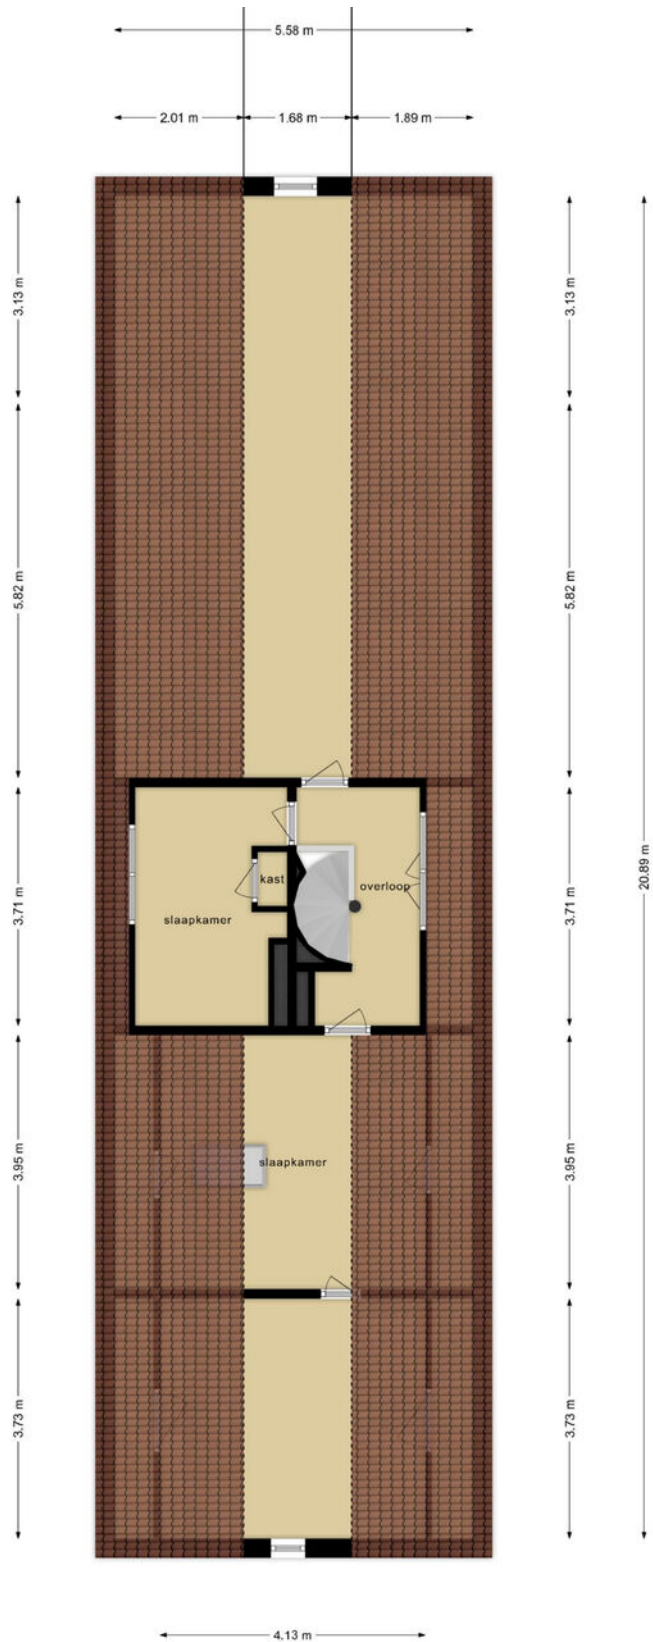 5.58 m
2.01 m
1.68 m
1.89 m
3.13 m
3.13 m
5.82 m
5.82 m
20.89 m
kast
overloop
slaapkamer
3.71 m
3.71 m
slaapkamer
3.95 m
3.95 m
3.73 m
3.73 m
4.13 m